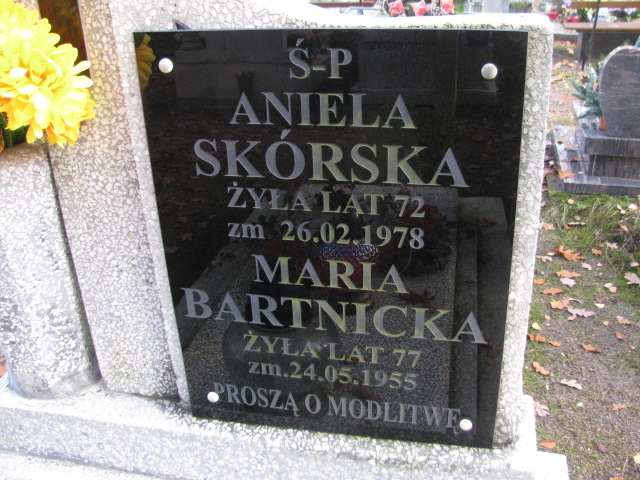 Ś-P
ANIELA
SKÓRSKA
ŻYŁA LAT 72
zm 26.02.1978
MARIA
BARTNICKA
ŻYŁA LAT 77
zm.24.05.1955
PROSZĄ O MODLITWĘ